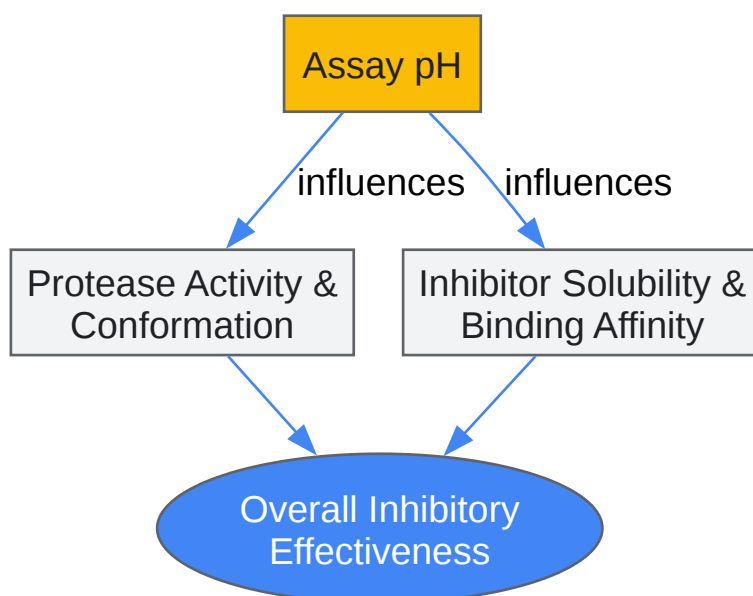 Assay pH
influences
influences
Protease Activity &
Conformation
Inhibitor Solubility &
Binding Affinity
Overall Inhibitory
Effectiveness